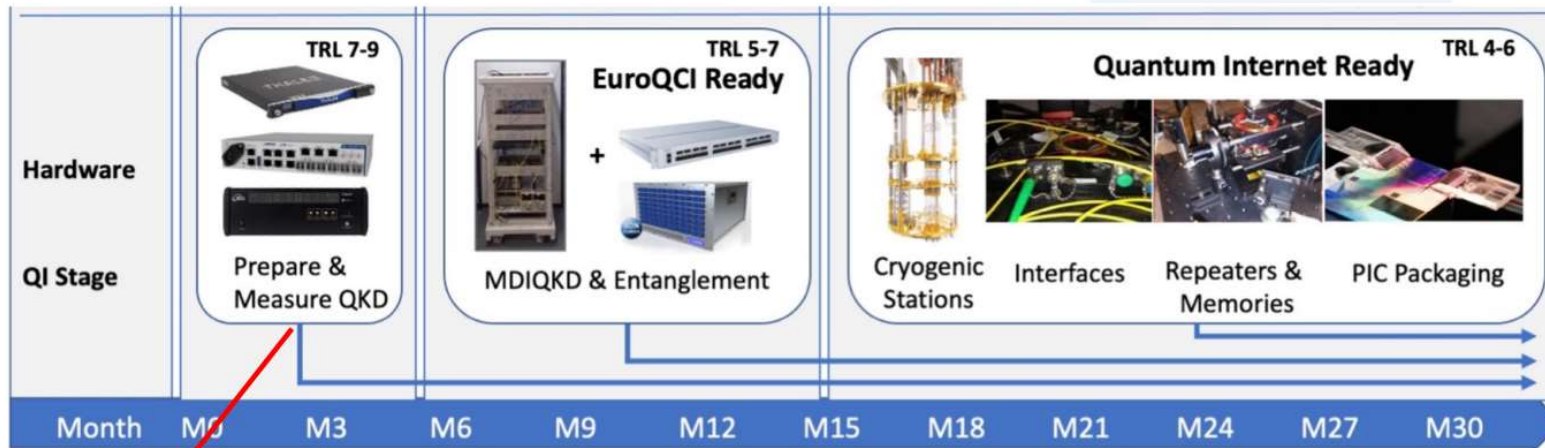 TRL 7-9
TRL 5-7
EuroQCI Ready
TRL 4-6
Quantum Internet Ready
THALES
+
Hardware
QI Stage
Prepare &
Measure QKD
MDIQKD & Entanglement
Cryogenic
Stations
Interfaces
Repeaters &
Memories
PIC Packaging
Month M0 M3 M6 M9 M12 M15 M18 M21 M24 M27 M30